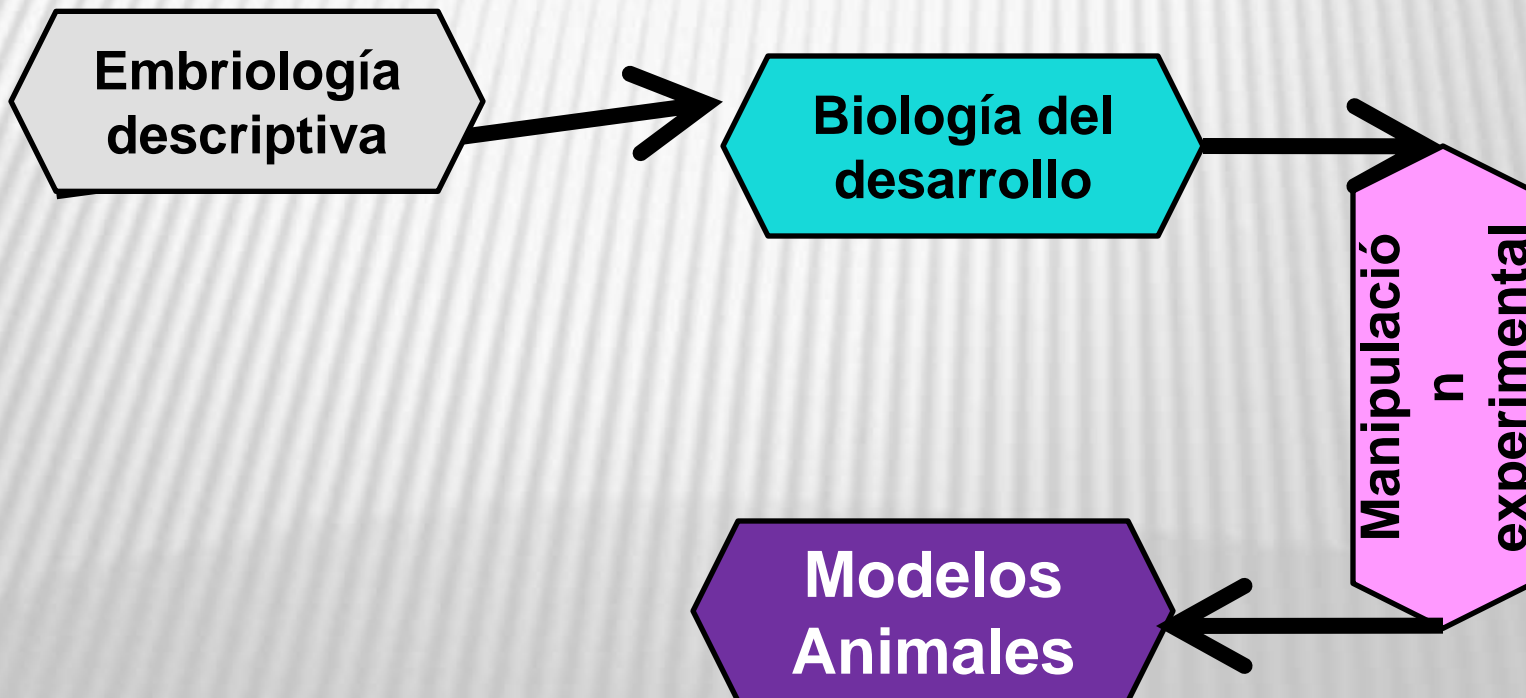 Embriología
descriptiva
Biología del
desarrollo
Manipulació
n
experimental
Modelos
Animales